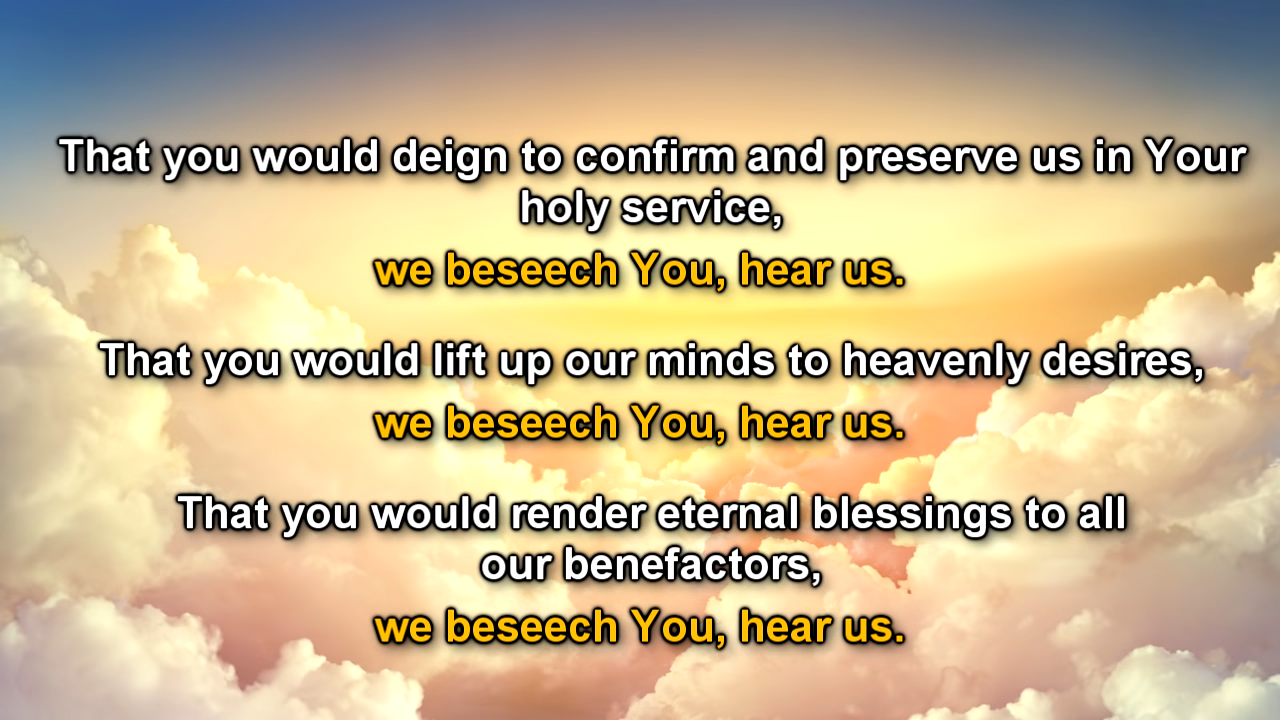 That you would deign to confirm and preserve us in Your
holy service,
we beseech You, hear us.
That you would lift up our minds to heavenly desires,
we beseech You, hear us.
That you would render eternal blessings to all
our benefactors,
we beseech You, hear us.